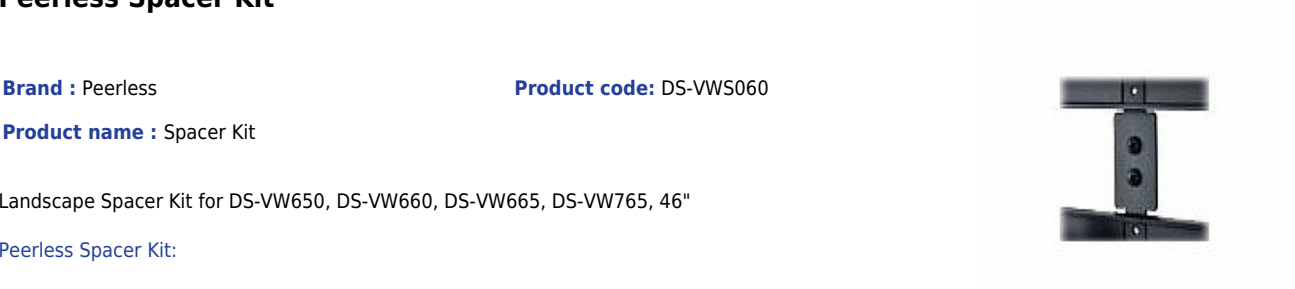 Peerless Spacer Kit
Brand : Peerless
Product code: DS-VWS060
Product name : Spacer Kit
Landscape Spacer Kit for DS-VW650, DS-VW660, DS-VW665, DS-VW765, 46"
Peerless Spacer Kit: